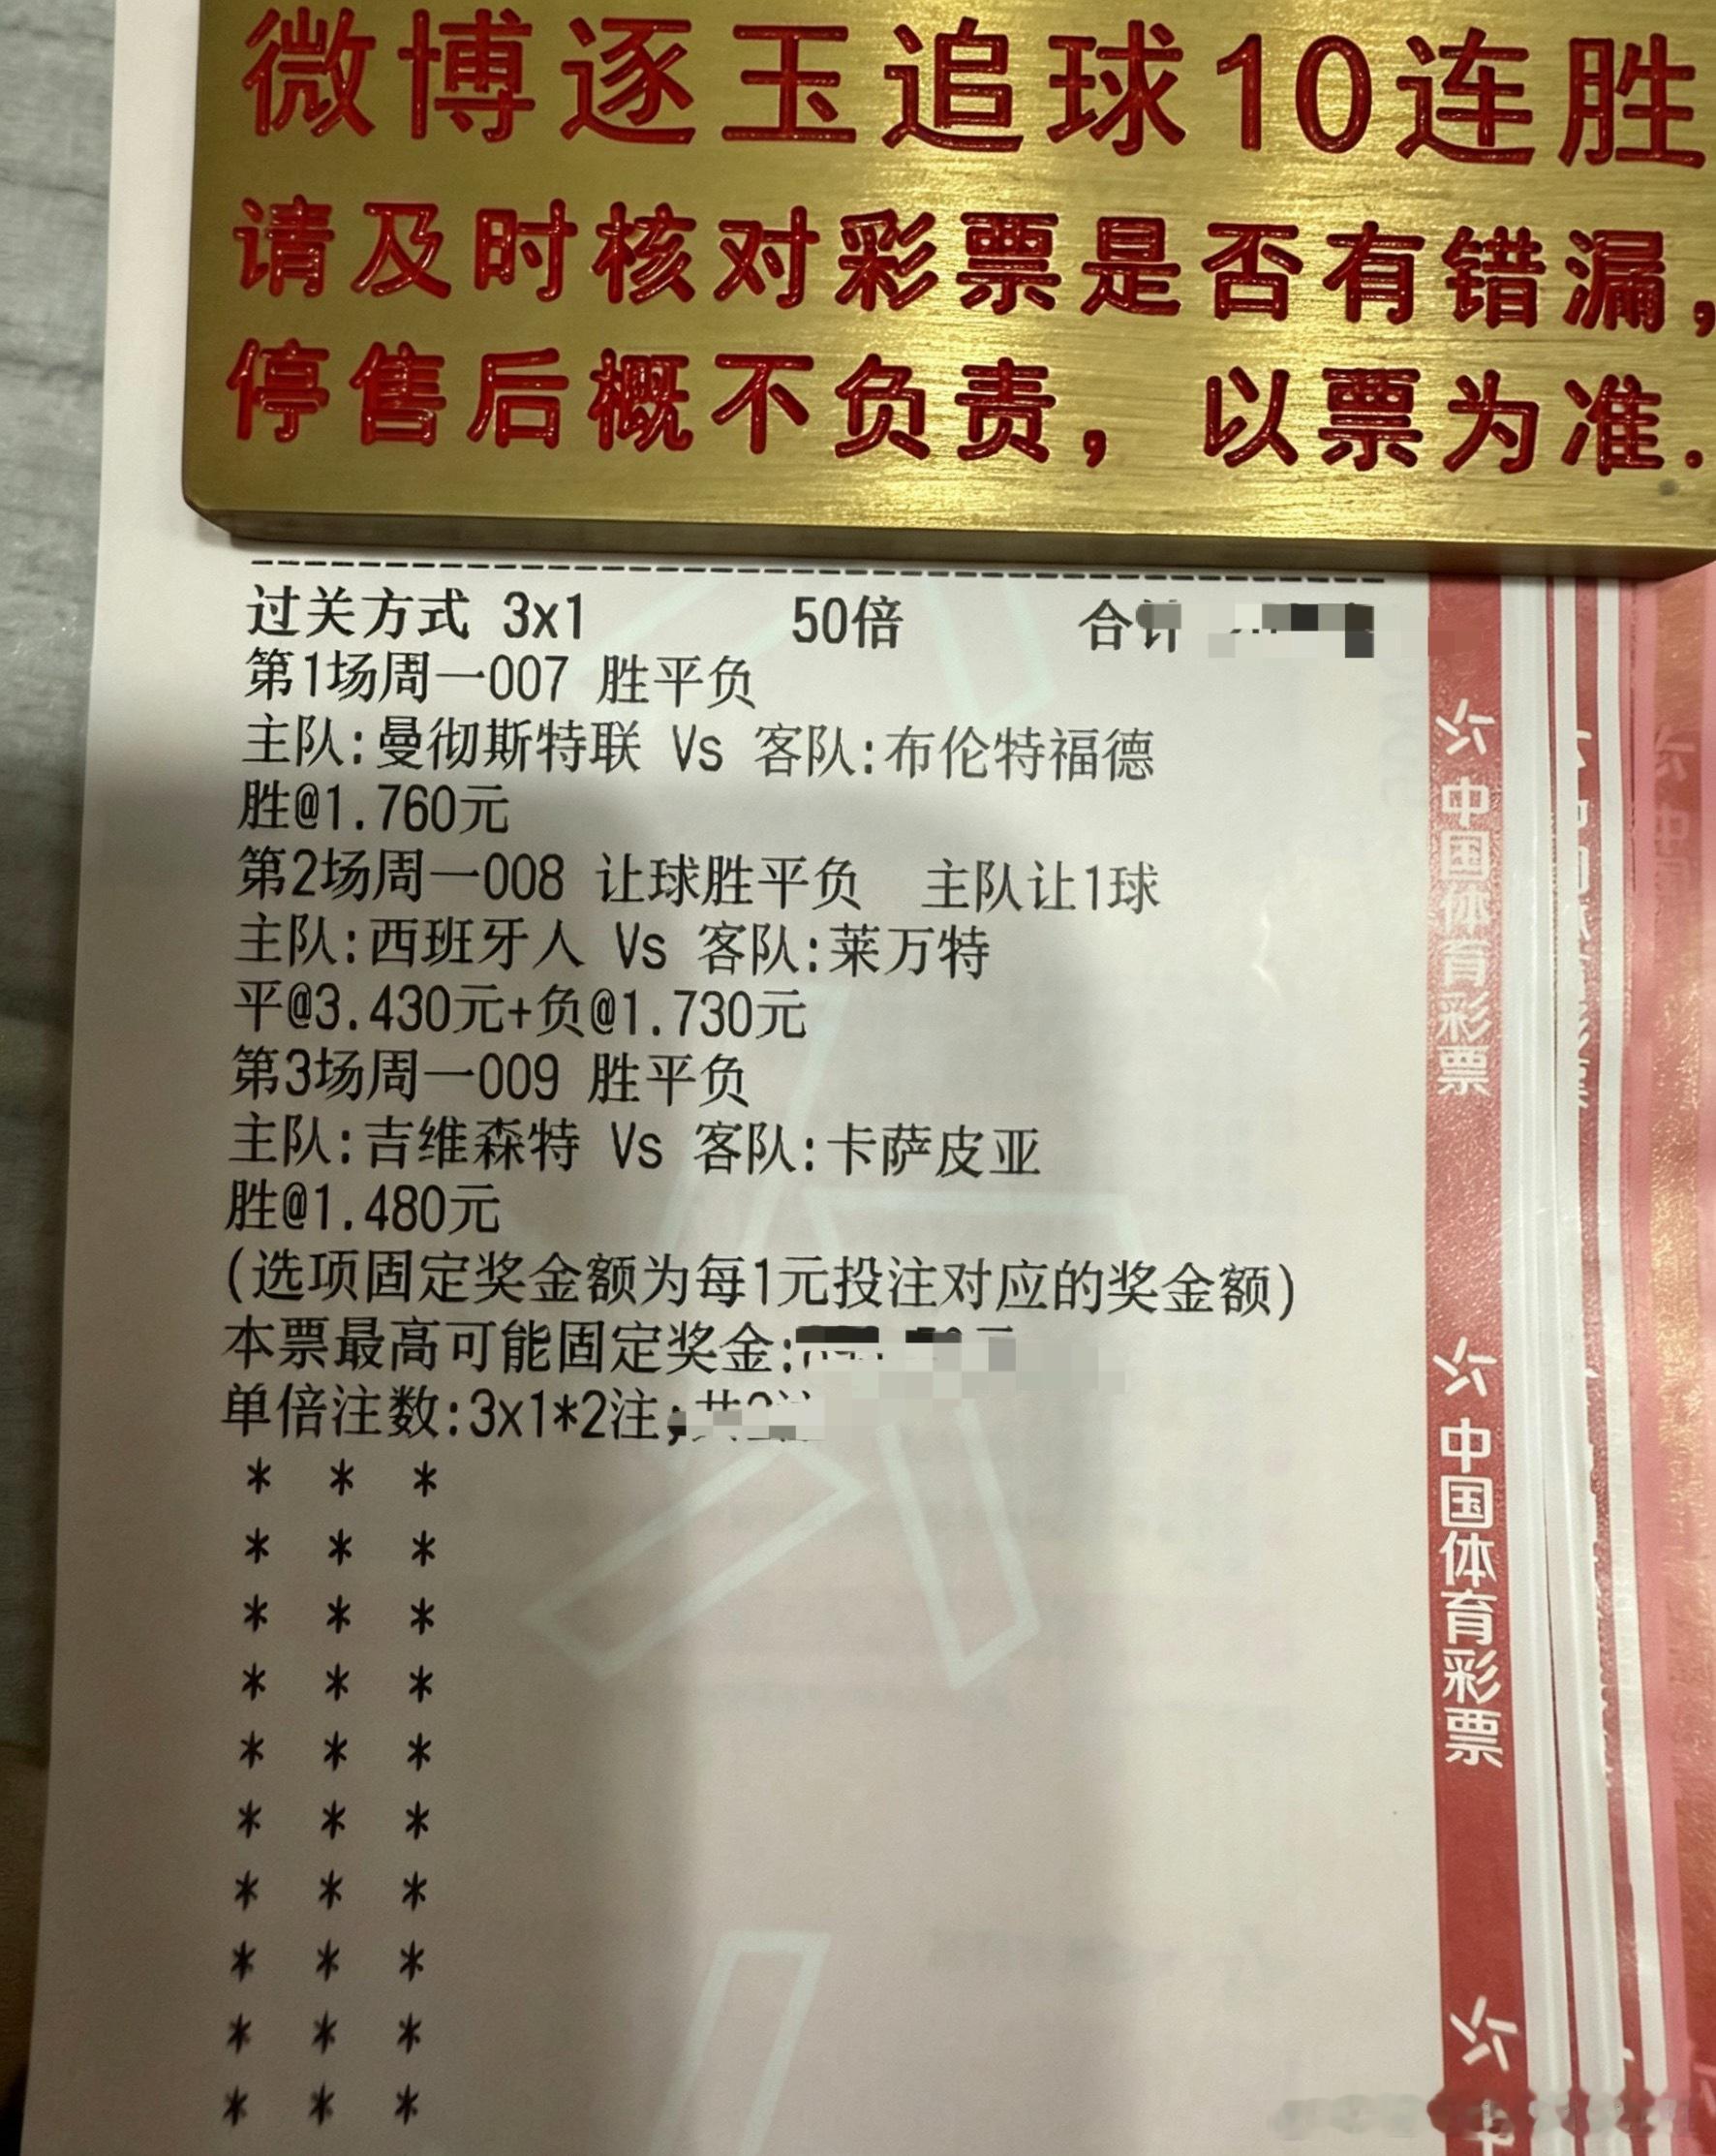 微博逐玉追球10连胜
请及时核对彩票是否有错漏，
停售后概不负责，以票为准.
过关方式 3x1 50倍 合计
第1场周一007 胜平负
主队:曼彻斯特联 Vs 客队:布伦特福德
胜@1.760元
第2场周一008 让球胜平负 主队让1球
主队:西班牙人 Vs 客队:莱万特
平@3.430元+负@1.730元
第3场周一009 胜平负
主队:吉维森特 Vs 客队:卡萨皮亚
胜@1.480元
(选项固定奖金额为每1元投注对应的奖金额)
本票最高可能固定奖金:
单倍注数:3x1*2注;
* * *
* * *
* * *
* * *
* * *
* * *
* * *
* * *
* * *
* * *
中国体育彩票
中国体育彩票
中